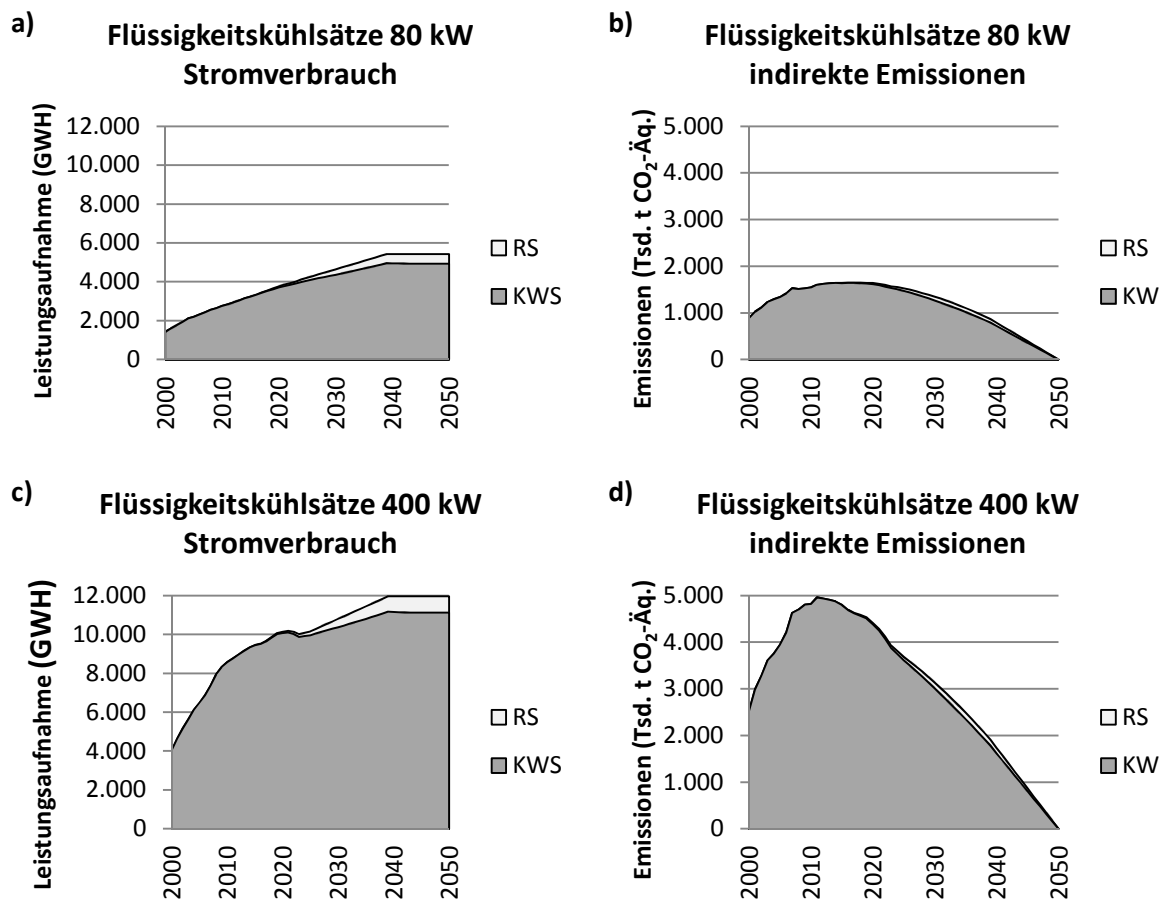 a)
Flüssigkeitskühlsätze 80 kW
Stromverbrauch
Leistungsaufnahme (GWH)
12.000
10.000
8.000
6.000
4.000
2.000
0
2000
2010
2020
2030
2040
2050
RS
KWS
b)
Flüssigkeitskühlsätze 80 kW
indirekte Emissionen
Emissionen (Tsd. t CO₂-Äq.)
5.000
4.000
3.000
2.000
1.000
0
2000
2010
2020
2030
2040
2050
RS
KW
c)
Flüssigkeitskühlsätze 400 kW
Stromverbrauch
Leistungsaufnahme (GWH)
12.000
10.000
8.000
6.000
4.000
2.000
0
2000
2010
2020
2030
2040
2050
RS
KWS
d)
Flüssigkeitskühlsätze 400 kW
indirekte Emissionen
Emissionen (Tsd. t CO₂-Äq.)
5.000
4.000
3.000
2.000
1.000
0
2000
2010
2020
2030
2040
2050
RS
KW